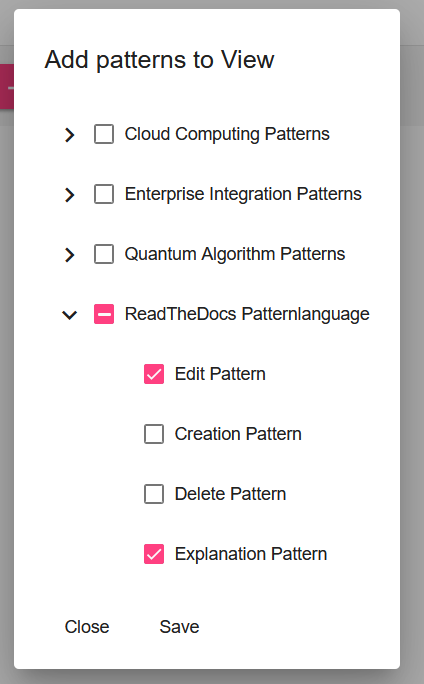 Add patterns to View
Cloud Computing Patterns
Enterprise Integration Patterns
Quantum Algorithm Patterns
ReadTheDocs Patternlanguage
Edit Pattern
Creation Pattern
Delete Pattern
Explanation Pattern
Close Save